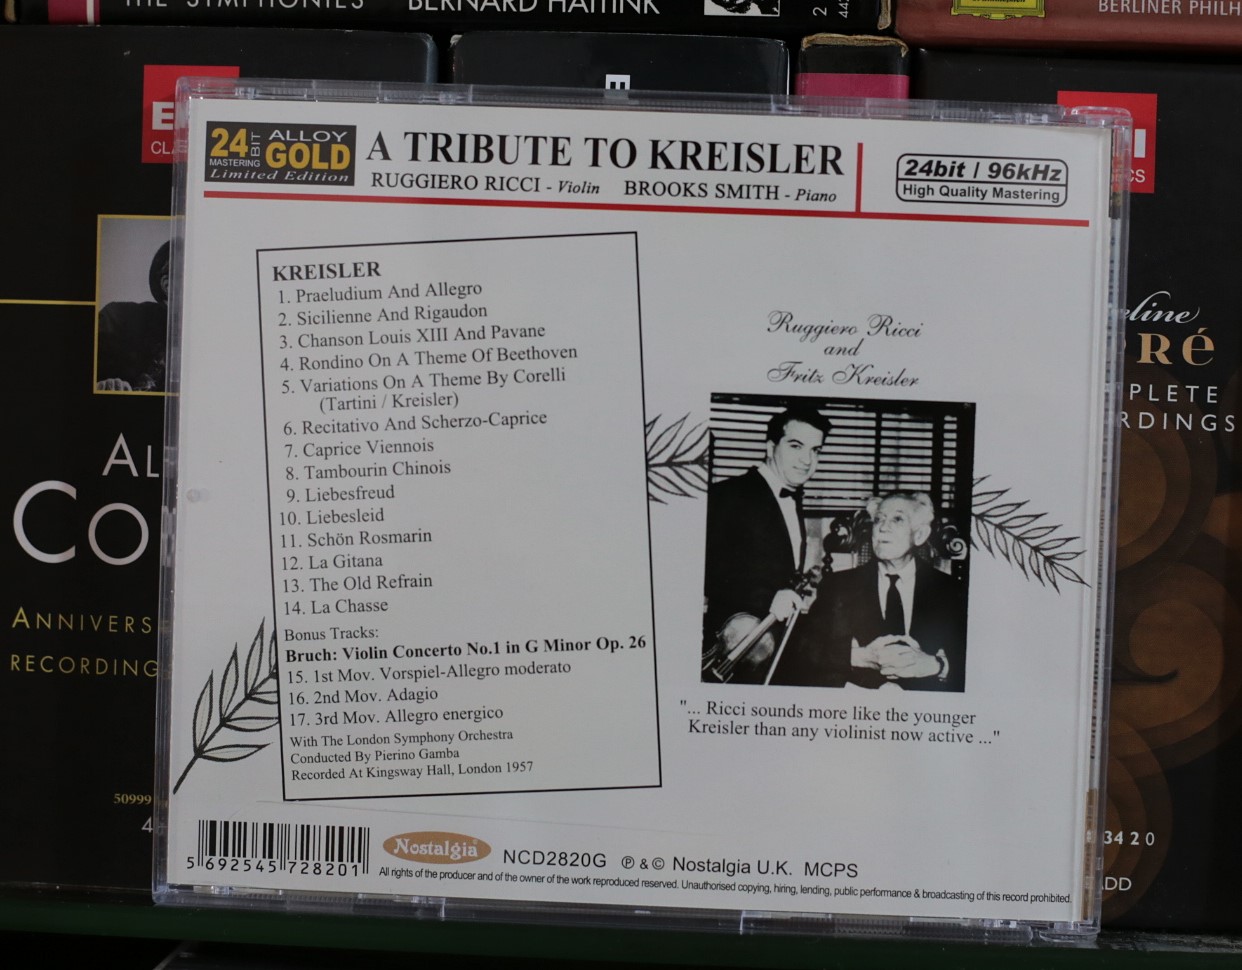 THE SYMPHONIES BERNARD HAITINK
BERLINER PHILH
24 BIT ALLOY
MASTERING GOLD
Limited Edition
A TRIBUTE TO KREISLER
RUGGIERO RICCI - Violin BROOKS SMITH - Piano
24bit / 96kHz
High Quality Mastering
KREISLER
1. Praeludium And Allegro
2. Sicilienne And Rigaudon
3. Chanson Louis XIII And Pavane
4. Rondino On A Theme Of Beethoven
5. Variations On A Theme By Corelli
(Tartini / Kreisler)
6. Recitativo And Scherzo-Caprice
7. Caprice Viennois
8. Tambourin Chinois
9. Liebesfreud
10. Liebesleid
11. Schön Rosmarin
12. La Gitana
13. The Old Refrain
14. La Chasse
Bonus Tracks:
Bruch: Violin Concerto No.1 in G Minor Op. 26
15. 1st Mov. Vorspiel-Allegro moderato
16. 2nd Mov. Adagio
17. 3rd Mov. Allegro energico
With The London Symphony Orchestra
Conducted By Pierino Gamba
Recorded At Kingsway Hall, London 1957
Ruggiero Ricci
and
Fritz Kreisler
"... Ricci sounds more like the younger
Kreisler than any violinist now active ..."
5 692545 728201
Nostalgia
NCD2820G ℗ & © Nostalgia U.K. MCPS
All rights of the producer and of the owner of the work reproduced reserved. Unauthorised copying, hiring, lending, public performance & broadcasting of this record prohibited.
AL
CO
ANNIVERS
RECORDING
50999
4
eline
RÉ
PLETE
RDINGS
3420
ADD